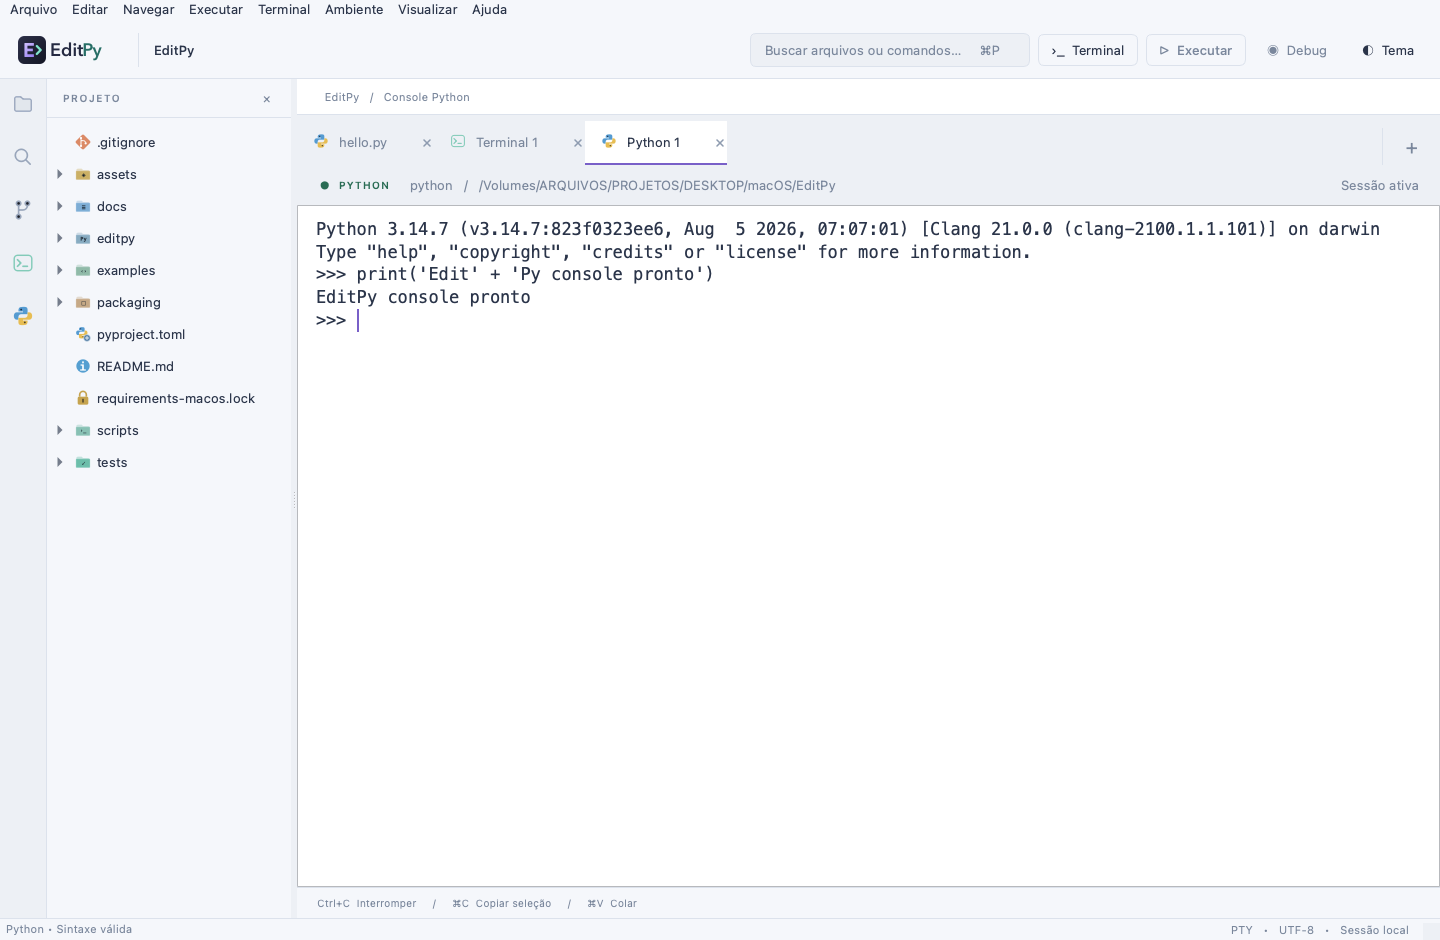 Arquivo Editar Navegar Executar Terminal Ambiente Visualizar Ajuda
EditPy EditPy Buscar arquivos ou comandos... ⌘P ›_ Terminal Executar Debug Tema
PROJETO ×
EditPy / Console Python
hello.py × Terminal 1 × Python 1 × +
PYTHON python / /Volumes/ARQUIVOS/PROJETOS/DESKTOP/macOS/EditPy Sessão ativa
.gitignore
assets
docs
editpy
examples
packaging
pyproject.toml
README.md
requirements-macos.lock
scripts
tests
Python 3.14.7 (v3.14.7:823f0323ee6, Aug  5 2026, 07:07:01) [Clang 21.0.0 (clang-2100.1.1.101)] on darwin
Type "help", "copyright", "credits" or "license" for more information.
>>> print('Edit' + 'Py console pronto')
EditPy console pronto
>>>
Ctrl+C Interromper / ⌘C Copiar seleção / ⌘V Colar
Python • Sintaxe válida PTY • UTF-8 • Sessão local